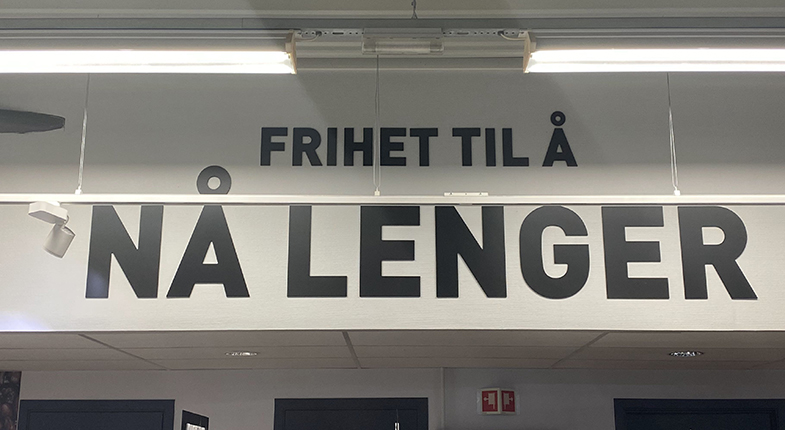 FRIHET TIL Å
NÅ LENGER